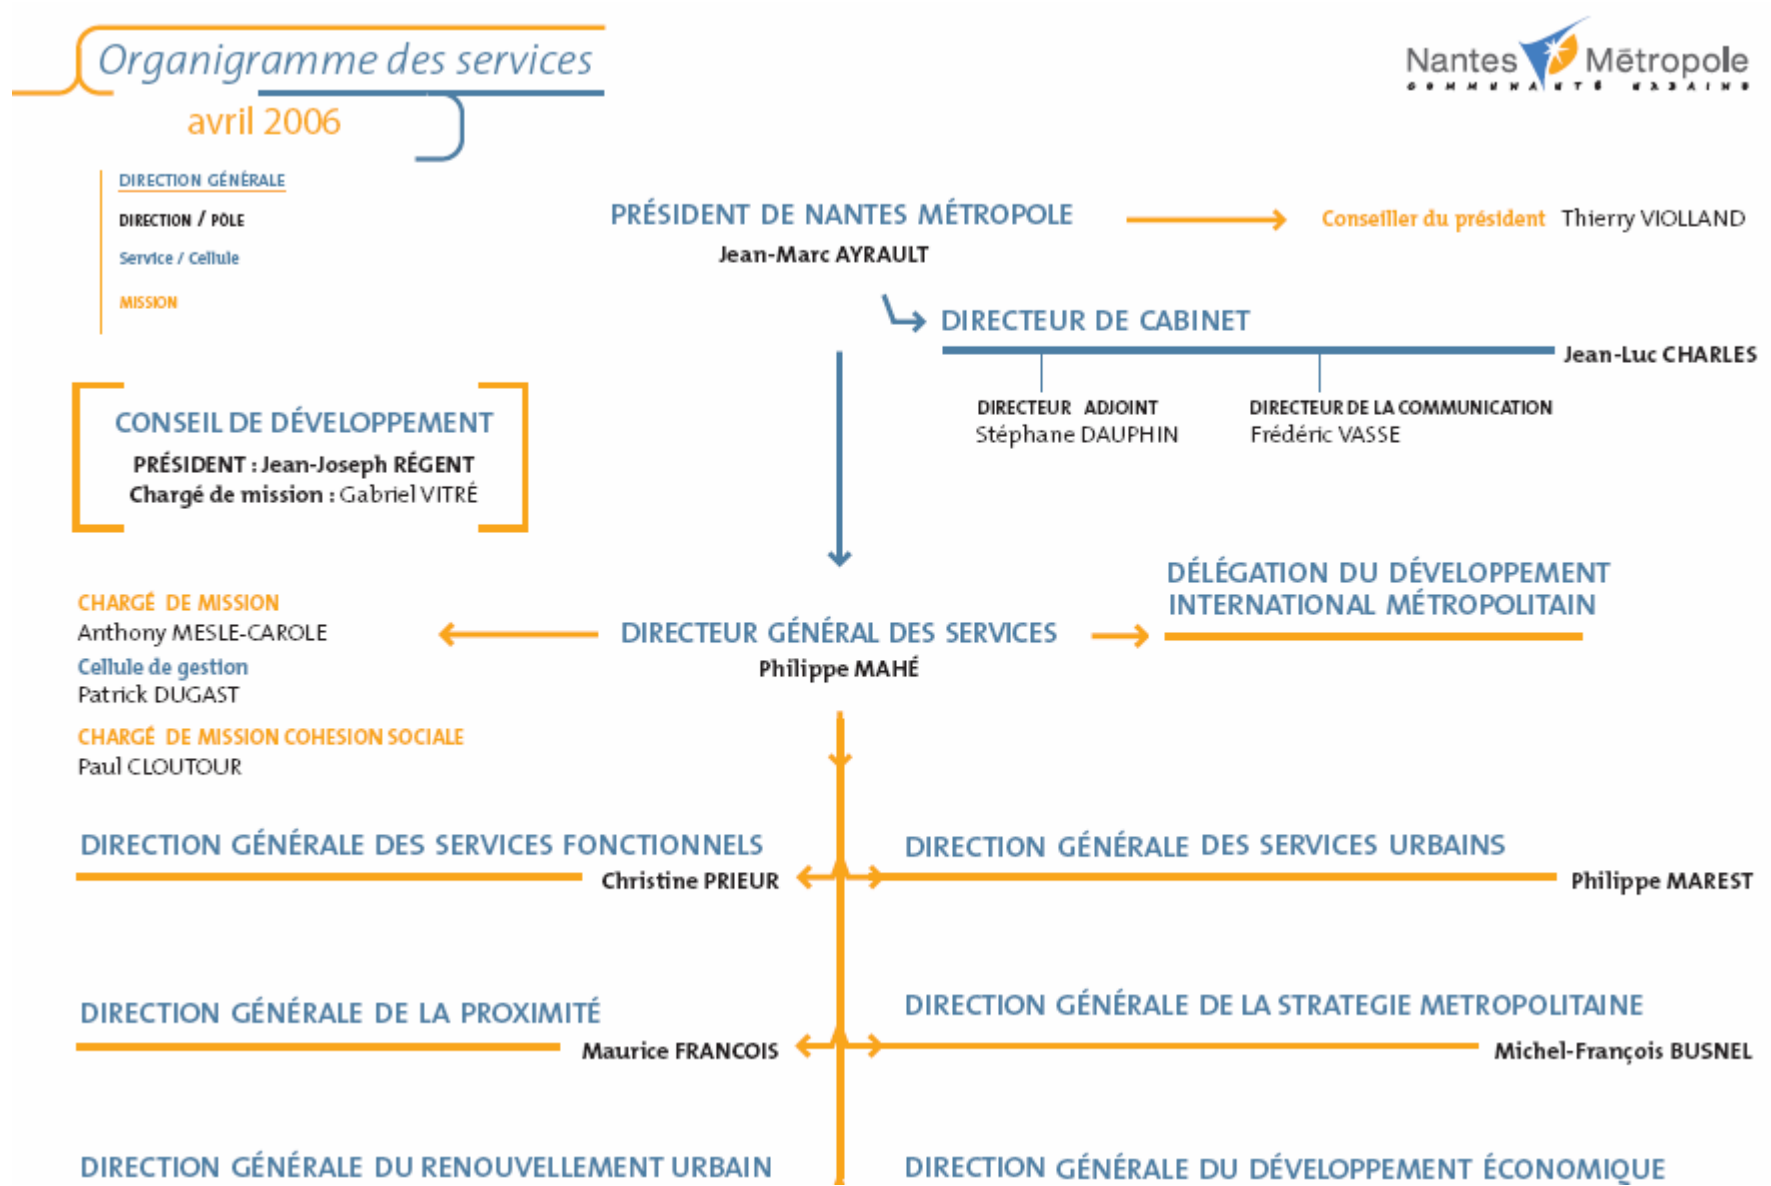 Organigramme des services
avril 2006
Nantes Métropole
COMMUNAUTÉ URBAINE
DIRECTION GÉNÉRALE
DIRECTION / PÔLE
Service / Cellule
MISSION
PRÉSIDENT DE NANTES MÉTROPOLE
Jean-Marc AYRAULT
Conseiller du président Thierry VIOLLAND
DIRECTEUR DE CABINET
Jean-Luc CHARLES
DIRECTEUR ADJOINT
Stéphane DAUPHIN
DIRECTEUR DE LA COMMUNICATION
Frédéric VASSE
CONSEIL DE DÉVELOPPEMENT
PRÉSIDENT : Jean-Joseph RÉGENT
Chargé de mission : Gabriel VITRÉ
DÉLÉGATION DU DÉVELOPPEMENT
INTERNATIONAL MÉTROPOLITAIN
CHARGÉ DE MISSION
Anthony MESLE-CAROLE
Cellule de gestion
Patrick DUGAST
CHARGÉ DE MISSION COHESION SOCIALE
Paul CLOUTOUR
DIRECTEUR GÉNÉRAL DES SERVICES
Philippe MAHÉ
DIRECTION GÉNÉRALE DES SERVICES FONCTIONNELS
Christine PRIEUR
DIRECTION GÉNÉRALE DES SERVICES URBAINS
Philippe MAREST
DIRECTION GÉNÉRALE DE LA PROXIMITÉ
Maurice FRANCOIS
DIRECTION GÉNÉRALE DE LA STRATEGIE METROPOLITAINE
Michel-François BUSNEL
DIRECTION GÉNÉRALE DU RENOUVELLEMENT URBAIN
DIRECTION GÉNÉRALE DU DÉVELOPPEMENT ÉCONOMIQUE